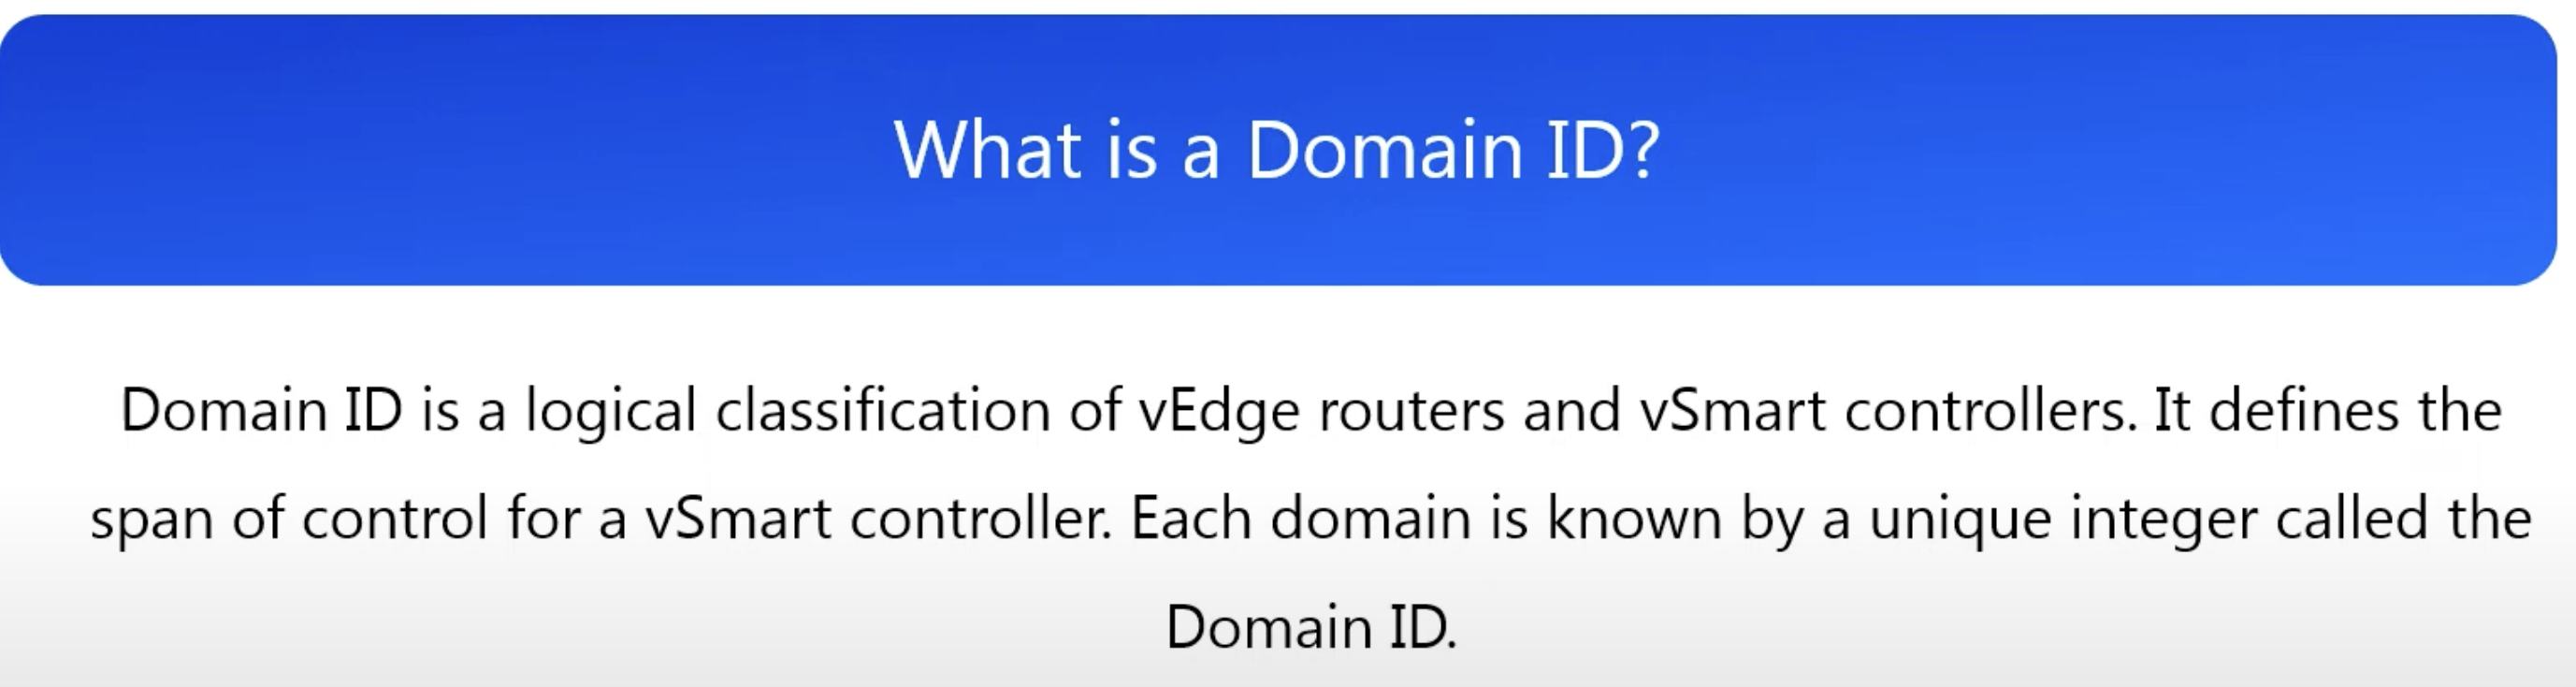 What is a Domain ID?
Domain ID is a logical classification of vEdge routers and vSmart controllers. It defines the
span of control for a vSmart controller. Each domain is known by a unique integer called the
Domain ID.